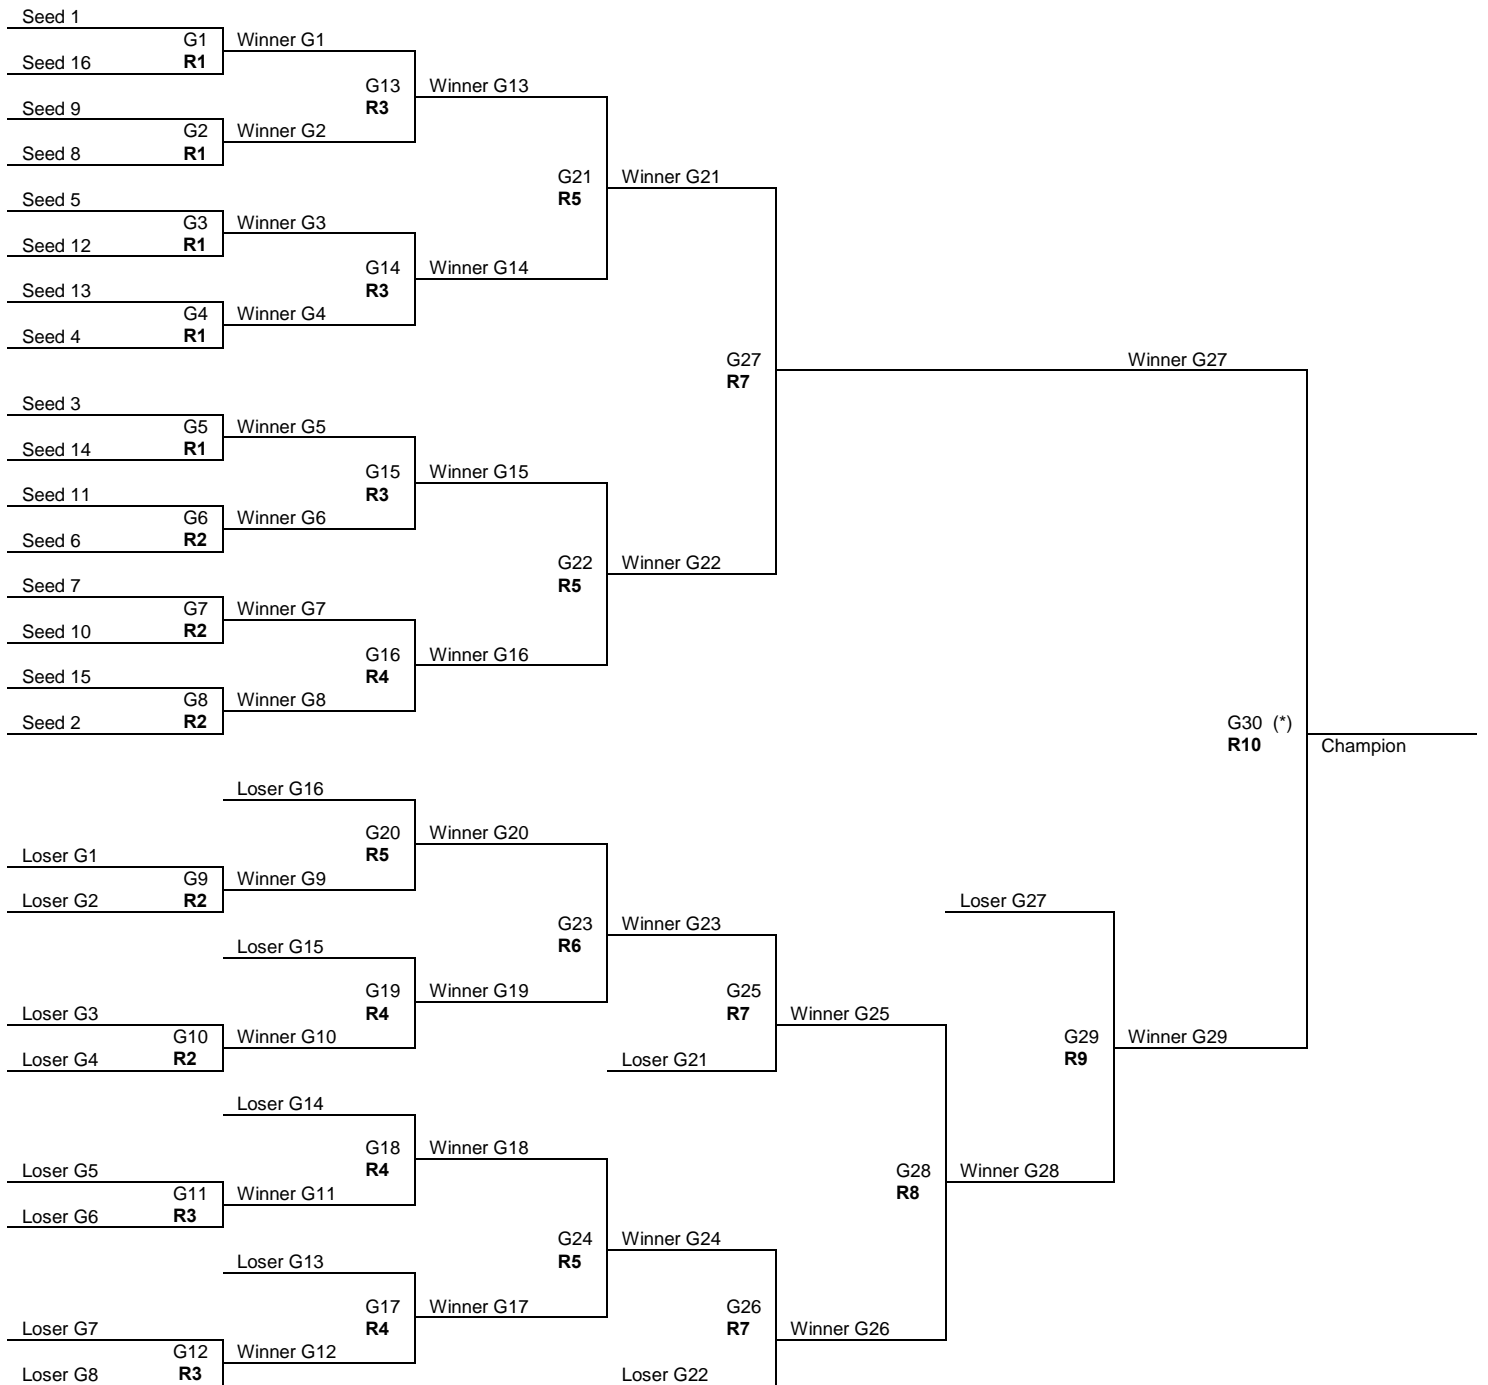 Seed 1
G1 Winner G1
Seed 16 R1
G13 Winner G13
R3
Seed 9
G2 Winner G2
Seed 8 R1
G21 Winner G21
R5
Seed 5
G3 Winner G3
Seed 12 R1
G14 Winner G14
R3
Seed 13
G4 Winner G4
Seed 4 R1
G27 Winner G27
R7
Seed 3
G5 Winner G5
Seed 14 R1
G15 Winner G15
R3
Seed 11
G6 Winner G6
Seed 6 R2
G22 Winner G22
R5
Seed 7
G7 Winner G7
Seed 10 R2
G16 Winner G16
R4
Seed 15
G8 Winner G8
Seed 2 R2
G30 (*)
R10 Champion
Loser G16
G20 Winner G20
R5
Loser G1
G9 Winner G9
Loser G2 R2
Loser G27
G23 Winner G23
R6
Loser G15
G19 Winner G19
R4
G25
R7 Winner G25
Loser G3
G10 Winner G10
Loser G4 R2
Loser G21
G29 Winner G29
R9
Loser G14
G18 Winner G18
R4
Loser G5
G11 Winner G11
Loser G6 R3
G28 Winner G28
R8
G24 Winner G24
R5
Loser G13
G17 Winner G17
R4
G26
R7 Winner G26
Loser G7
G12 Winner G12
Loser G8 R3
Loser G22